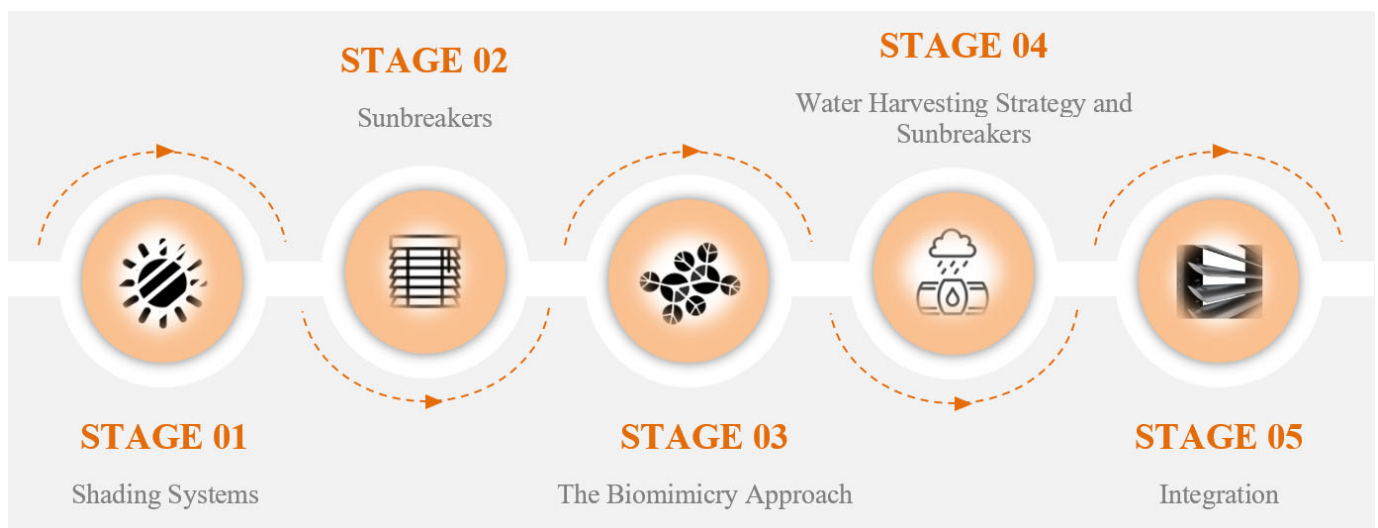 STAGE 01
Shading Systems
STAGE 02
Sunbreakers
STAGE 03
The Biomimicry Approach
STAGE 04
Water Harvesting Strategy and
Sunbreakers
STAGE 05
Integration